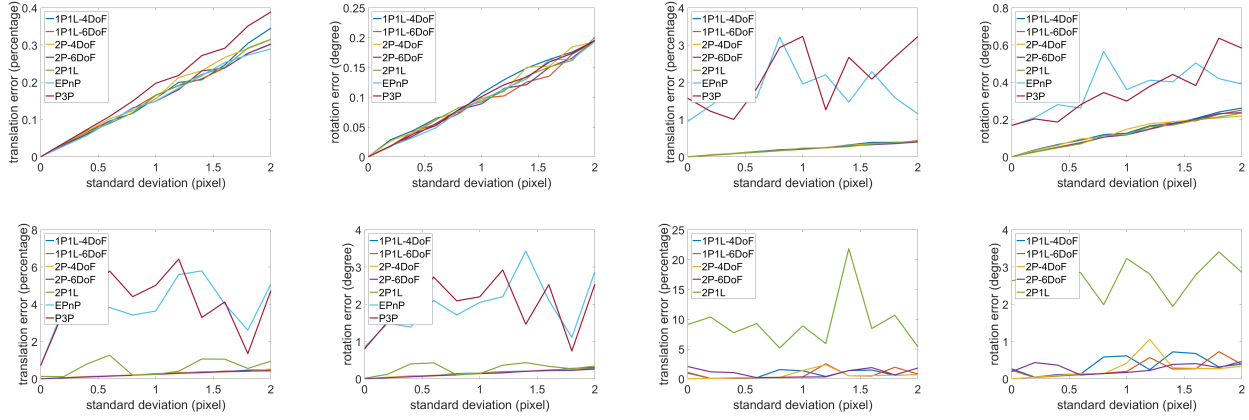 translation error (percentage)
0.4
0.3
0.2
0.1
0
1P1L-4DoF
1P1L-6DoF
2P-4DoF
2P-6DoF
2P1L
EPnP
P3P
0 0.5 1 1.5 2
standard deviation (pixel)
rotation error (degree)
0.25
0.2
0.15
0.1
0.05
0
1P1L-4DoF
1P1L-6DoF
2P-4DoF
2P-6DoF
2P1L
EPnP
P3P
0 0.5 1 1.5 2
standard deviation (pixel)
translation error (percentage)
4
3
2
1
0
1P1L-4DoF
1P1L-6DoF
2P-4DoF
2P-6DoF
2P1L
EPnP
P3P
0 0.5 1 1.5 2
standard deviation (pixel)
rotation error (degree)
0.8
0.6
0.4
0.2
0
1P1L-4DoF
1P1L-6DoF
2P-4DoF
2P-6DoF
2P1L
EPnP
P3P
0 0.5 1 1.5 2
standard deviation (pixel)
translation error (percentage)
8
6
4
2
0
1P1L-4DoF
1P1L-6DoF
2P-4DoF
2P-6DoF
2P1L
EPnP
P3P
0 0.5 1 1.5 2
standard deviation (pixel)
rotation error (degree)
4
3
2
1
0
1P1L-4DoF
1P1L-6DoF
2P-4DoF
2P-6DoF
2P1L
EPnP
P3P
0 0.5 1 1.5 2
standard deviation (pixel)
translation error (percentage)
25
20
15
10
5
0
1P1L-4DoF
1P1L-6DoF
2P-4DoF
2P-6DoF
2P1L
0 0.5 1 1.5 2
standard deviation (pixel)
rotation error (degree)
4
3
2
1
0
1P1L-4DoF
1P1L-6DoF
2P-4DoF
2P-6DoF
2P1L
0 0.5 1 1.5 2
standard deviation (pixel)